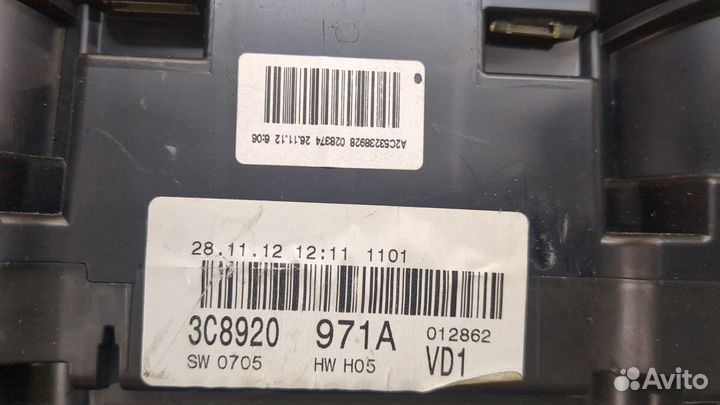 A2C53238928 028374 26.11.12 6:06
28.11.12 12:11 1101
3C8920 971A 012862
SW 0705 HW H05 VD1
Avito